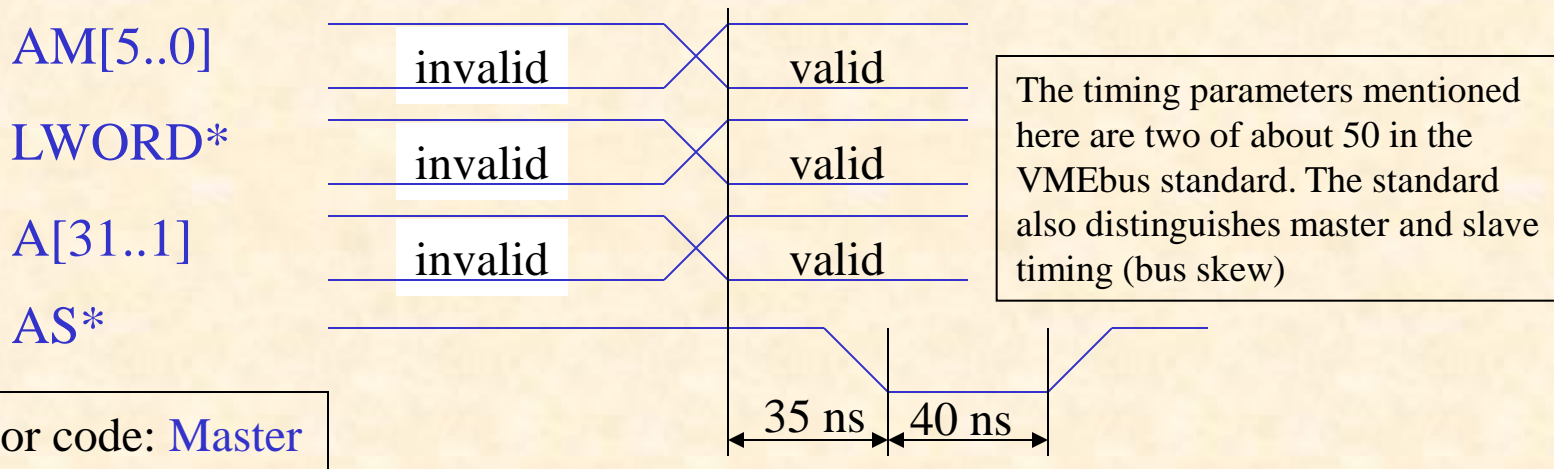 AM[5..0]
invalid
valid
LWORD*
invalid
valid
A[31..1]
invalid
valid
AS*
The timing parameters mentioned
here are two of about 50 in the
VMEbus standard. The standard
also distinguishes master and slave
timing (bus skew)
35 ns
40 ns
or code: Master